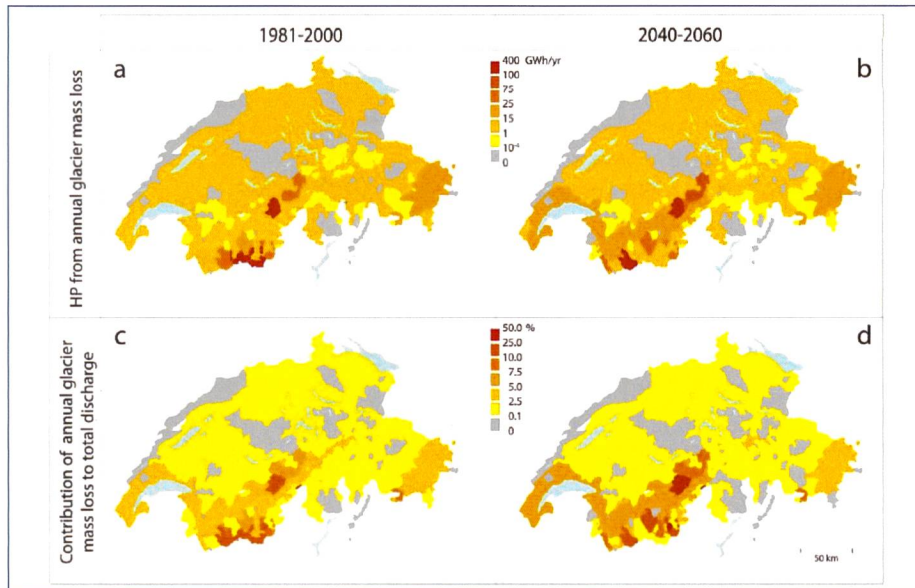 1981-2000
2040-2060
HP from annual glacier mass loss
a
400 GWh/yr
100
75
25
15
1
10⁻⁴
0
b
Contribution of annual glacier
mass loss to total discharge
c
50.0 %
25.0
10.0
7.5
5.0
2.5
0.1
0
d
50 km